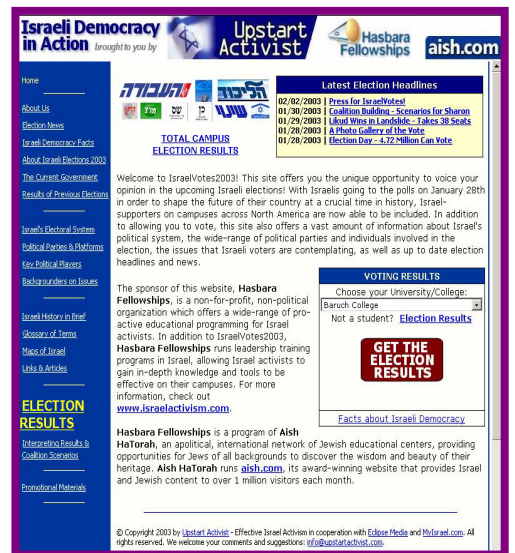 Israeli Democracy
in Action brought to you by
Upstart
Activist
Hasbara
Fellowships
aish.com
Home
About Us
Election News
Israeli Democracy Facts
About Israeli Elections 2003
The Current Government
Results of Previous Elections
Israel's Electoral System
Political Parties & Platforms
Key Political Players
Backgrounders on Issues
Israeli History in Brief
Glossary of Terms
Maps of Israel
Links & Articles
ELECTION
RESULTS
Interpreting Results &
Coalition Scenarios
Promotional Materials
העבודה
הליכוד
שינוי
TOTAL CAMPUS
ELECTION RESULTS
Latest Election Headlines
02/02/2003 | Press for IsraelVotes!
01/30/2003 | Coalition Building - Scenarios for Sharon
01/29/2003 | Likud Wins in Landslide - Takes 38 Seats
01/28/2003 | A Photo Gallery of the Vote
01/28/2003 | Election Day - 4.72 Million Can Vote
Welcome to IsraelVotes2003! This site offers you the unique opportunity to voice your
opinion in the upcoming Israeli elections! With Israelis going to the polls on January 28th
in order to shape the future of their country at a crucial time in history, Israel-
supporters on campuses across North America are now able to be included. In addition
to allowing you to vote, this site also offers a vast amount of information about Israel's
political system, the wide-range of political parties and individuals involved in the
election, the issues that Israeli voters are contemplating, as well as up to date election
headlines and news.
The sponsor of this website, Hasbara
Fellowships, is a non-for-profit, non-political
organization which offers a wide-range of pro-
active educational programming for Israel
activists. In addition to IsraelVotes2003,
Hasbara Fellowships runs leadership training
programs in Israel, allowing Israel activists to
gain in-depth knowledge and tools to be
effective on their campuses. For more
information, check out
www.israelactivism.com.
VOTING RESULTS
Choose your University/College:
Baruch College
Not a student? Election Results
GET THE
ELECTION
RESULTS
Facts about Israeli Democracy
Hasbara Fellowships is a program of Aish
HaTorah, an apolitical, international network of Jewish educational centers, providing
opportunities for Jews of all backgrounds to discover the wisdom and beauty of their
heritage. Aish HaTorah runs aish.com, its award-winning website that provides Israel
and Jewish content to over 1 million visitors each month.
© Copyright 2003 by Upstart Activist - Effective Israel Activism in cooperation with Eclipse Media and MyIsrael.com. All
rights reserved. We welcome your comments and suggestions: info@upstartactivist.com.